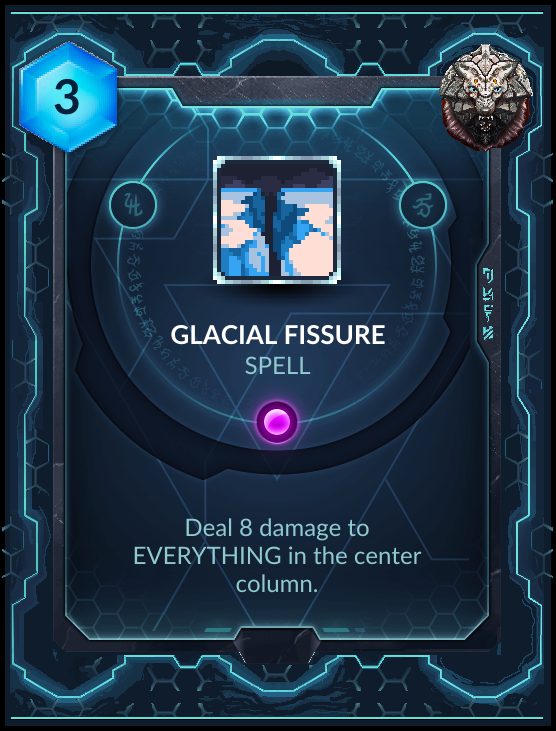 3
GLACIAL FISSURE
SPELL
Deal 8 damage to
EVERYTHING in the center
column.